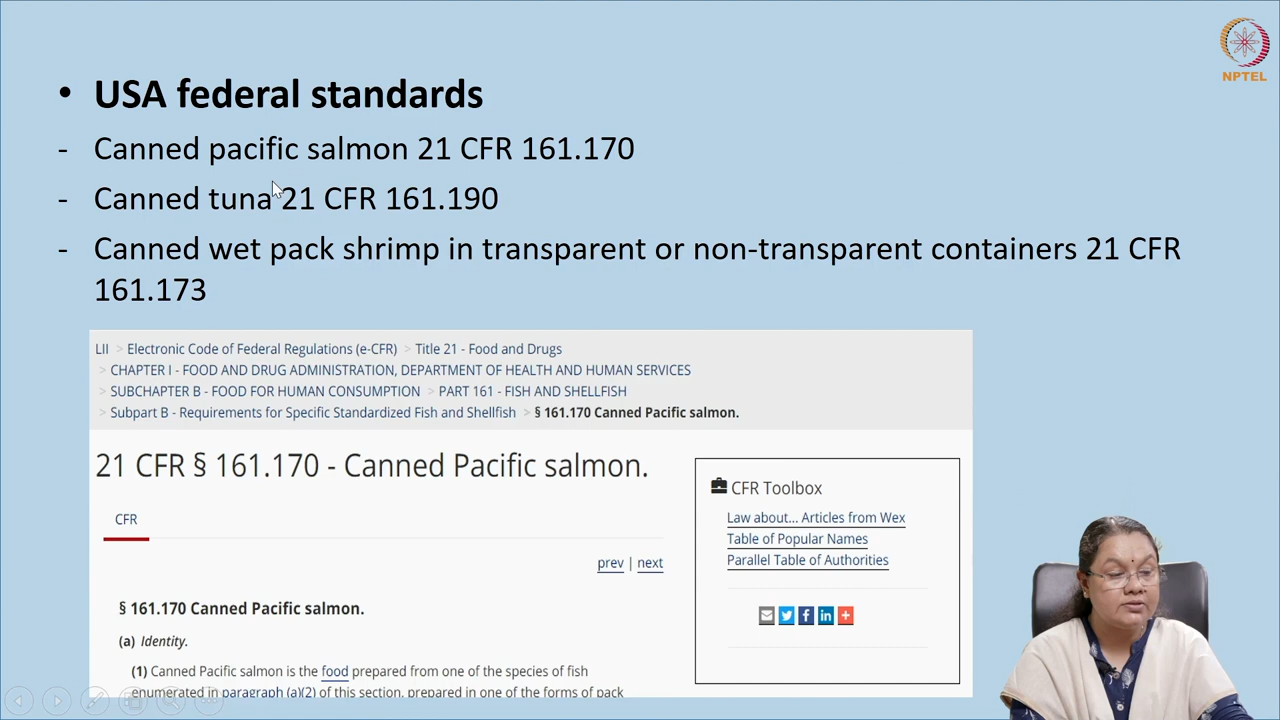 NPTEL
• USA federal standards
- Canned pacific salmon 21 CFR 161.170
- Canned tuna 21 CFR 161.190
- Canned wet pack shrimp in transparent or non-transparent containers 21 CFR
161.173
LII > Electronic Code of Federal Regulations (e-CFR) > Title 21 - Food and Drugs
> CHAPTER I - FOOD AND DRUG ADMINISTRATION, DEPARTMENT OF HEALTH AND HUMAN SERVICES
> SUBCHAPTER B - FOOD FOR HUMAN CONSUMPTION > PART 161 - FISH AND SHELLFISH
> Subpart B - Requirements for Specific Standardized Fish and Shellfish > § 161.170 Canned Pacific salmon.
21 CFR § 161.170 - Canned Pacific salmon.
CFR
prev | next
§ 161.170 Canned Pacific salmon.
(a) Identity.
(1) Canned Pacific salmon is the food prepared from one of the species of fish
enumerated in paragraph (a)(2) of this section, prepared in one of the forms of pack
CFR Toolbox
Law about... Articles from Wex
Table of Popular Names
Parallel Table of Authorities